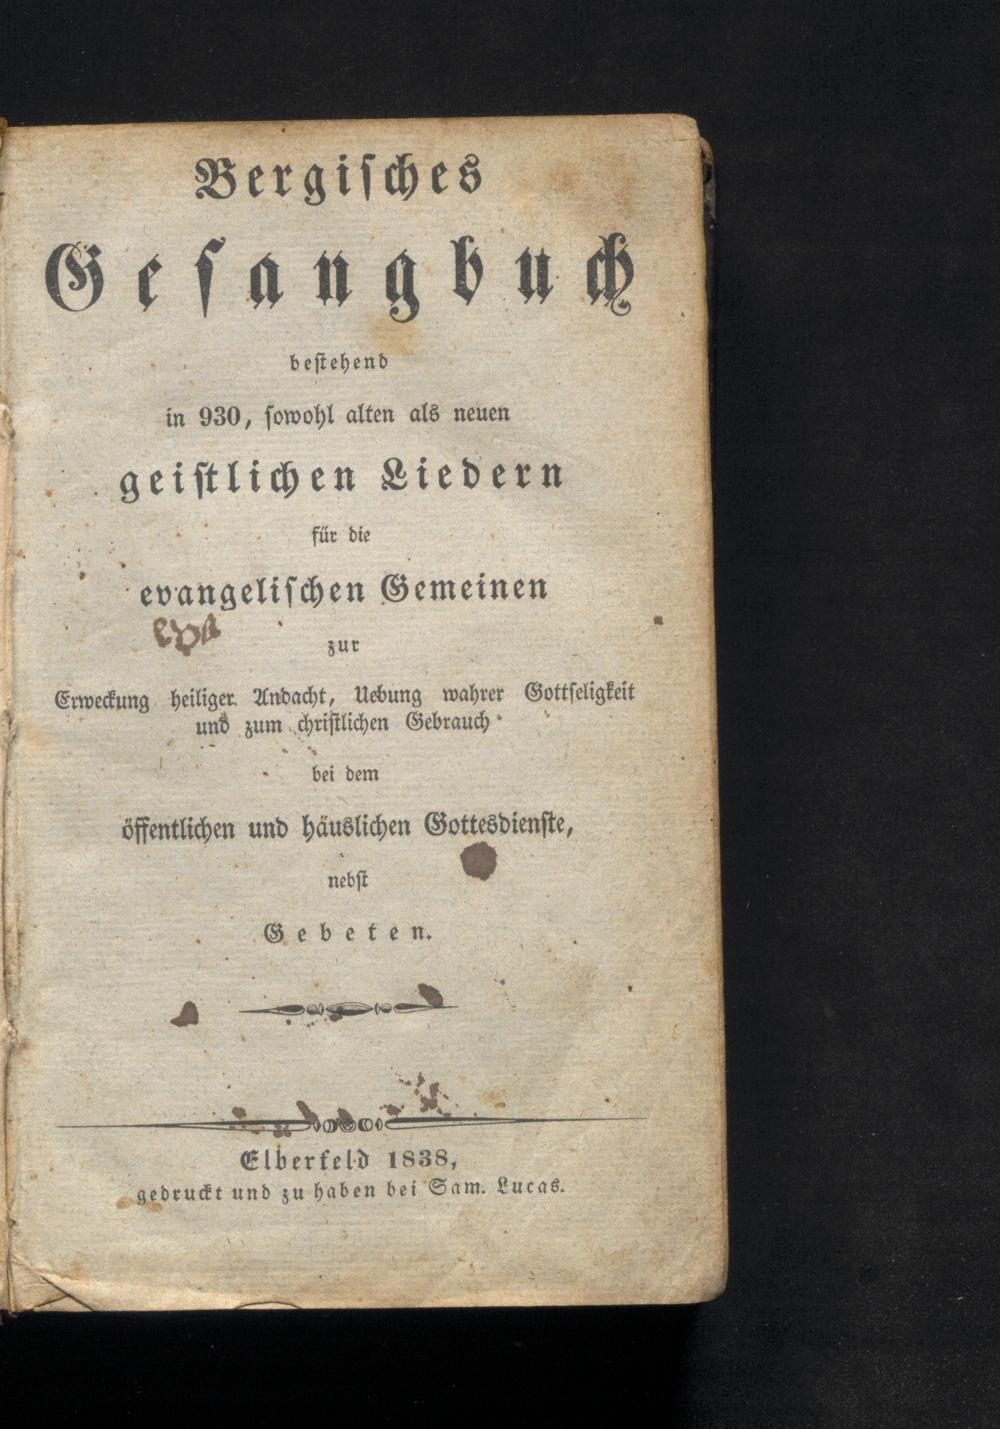 Bergiſches
Geſangbuch
beſtehend
in 930, ſowohl alten als neuen
geiſtlichen Liedern
für die
evangeliſchen Gemeinen
zur
Erweckung heiliger Andacht, Uebung wahrer Gottſeligkeit
und zum chriſtlichen Gebrauch
bei dem
öffentlichen und häuslichen Gottesdienſte,
nebſt
Gebeten.
Elberfeld 1838,
gedruckt und zu haben bei Sam. Lucas.